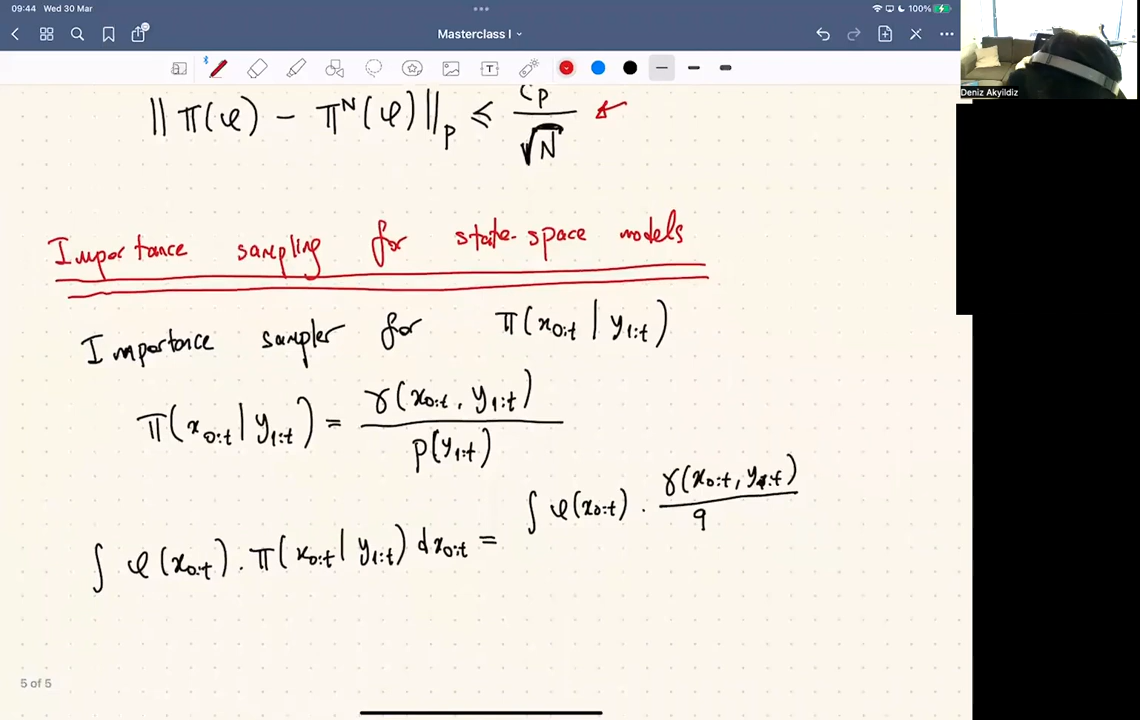 09:44 Wed 30 Mar
100%
Masterclass I
Deniz Akyildiz
‖ π(φ) − π^N(φ) ‖_p ≤ C_p / √N
Importance sampling for state-space models
Importance sampler for π(x_{0:t} | y_{1:t})
π(x_{0:t} | y_{1:t}) = γ(x_{0:t}, y_{1:t}) / p(y_{1:t})
∫ φ(x_{0:t}) · π(x_{0:t} | y_{1:t}) dx_{0:t} = ∫ φ(x_{0:t}) · γ(x_{0:t}, y_{1:t}) / q
5 of 5